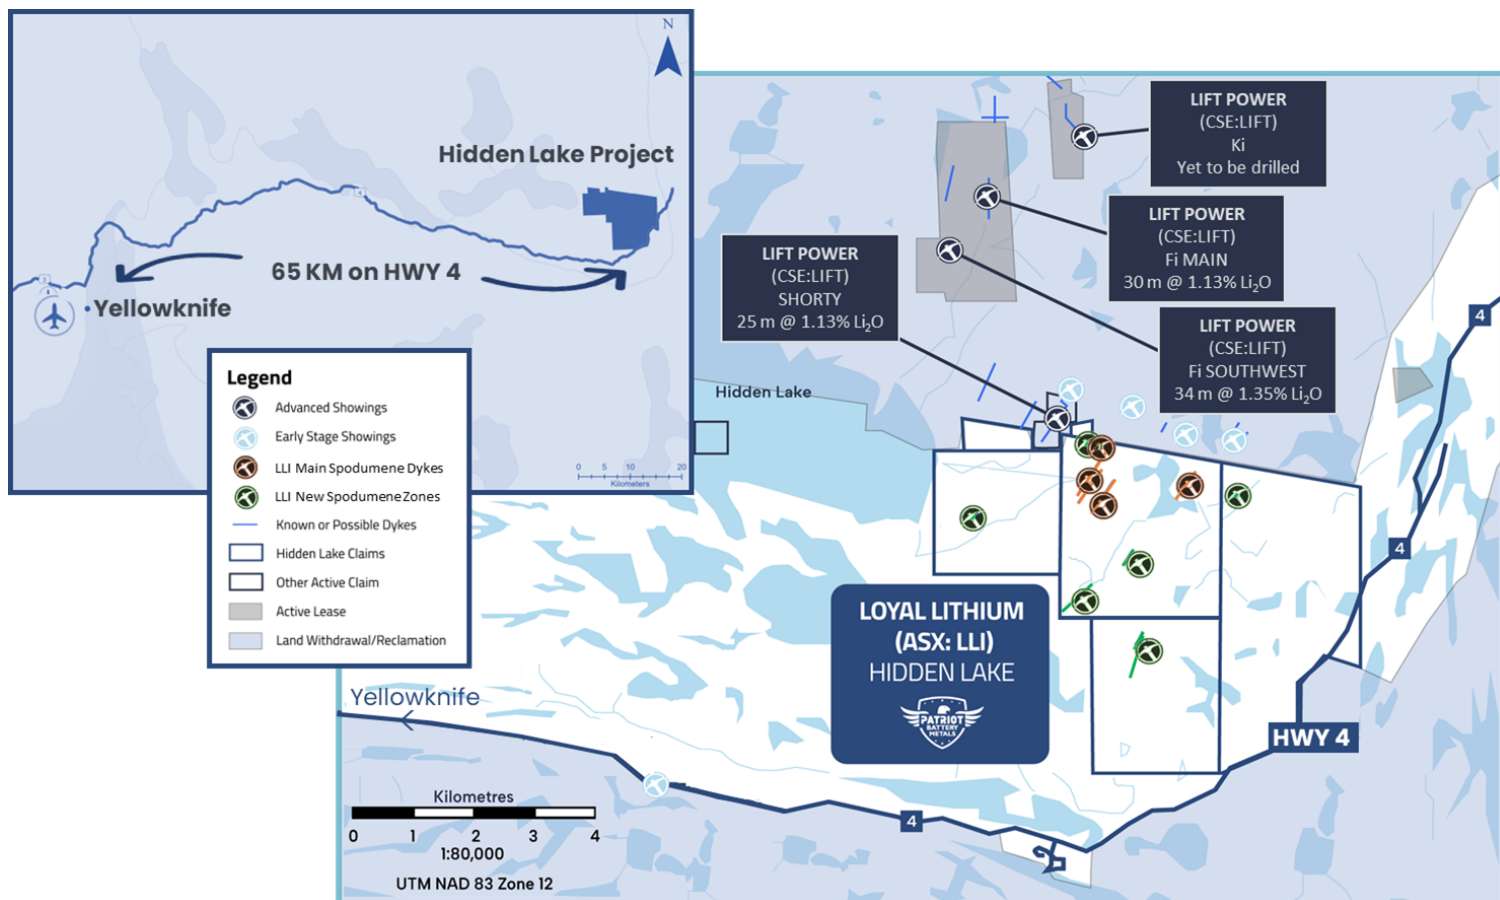 N
Hidden Lake Project
4
65 KM on HWY 4
3
Yellowknife
0 5 10 20
Kilometers
Legend
Advanced Showings
Early Stage Showings
LLI Main Spodumene Dykes
LLI New Spodumene Zones
Known or Possible Dykes
Hidden Lake Claims
Other Active Claim
Active Lease
Land Withdrawal/Reclamation
LIFT POWER
(CSE:LIFT)
Ki
Yet to be drilled
LIFT POWER
(CSE:LIFT)
Fi MAIN
30 m @ 1.13% Li₂O
LIFT POWER
(CSE:LIFT)
SHORTY
25 m @ 1.13% Li₂O
LIFT POWER
(CSE:LIFT)
Fi SOUTHWEST
34 m @ 1.35% Li₂O
4
Hidden Lake
4
LOYAL LITHIUM
(ASX: LLI)
HIDDEN LAKE
PATRIOT
BATTERY
METALS
HWY 4
Yellowknife
4
Kilometres
0 1 2 3 4
1:80,000
UTM NAD 83 Zone 12